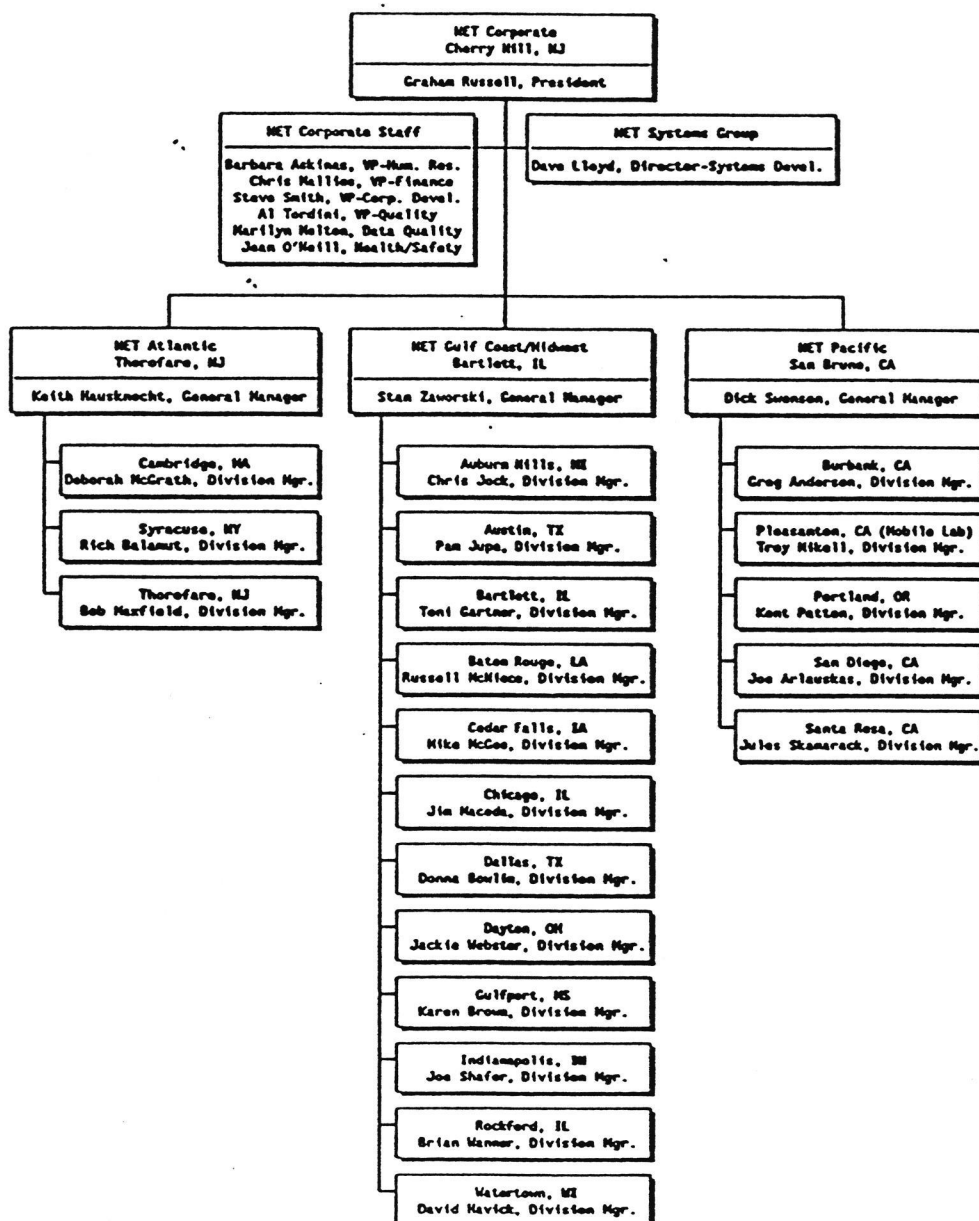 NET Corporate
Cherry Hill, NJ
Graham Russell, President
NET Corporate Staff
Barbara Askinas, VP-Hum. Res.
Chris Mallios, VP-Finance
Steve Smith, VP-Corp. Devel.
Al Tordini, VP-Quality
Marilyn Melton, Data Quality
Jean O'Neill, Health/Safety
NET Systems Group
Dave Lloyd, Director-Systems Devel.
NET Atlantic
Thorofare, NJ
Keith Hausknecht, General Manager
Cambridge, MA
Deborah McGrath, Division Mgr.
Syracuse, NY
Rich Balamut, Division Mgr.
Thorofare, NJ
Bob Maxfield, Division Mgr.
NET Gulf Coast/Midwest
Bartlett, IL
Stan Zaworski, General Manager
Auburn Hills, MI
Chris Jock, Division Mgr.
Austin, TX
Pam Jupe, Division Mgr.
Bartlett, IL
Toni Gartner, Division Mgr.
Baton Rouge, LA
Russell McNiece, Division Mgr.
Cedar Falls, IA
Mike McGee, Division Mgr.
Chicago, IL
Jim Maceda, Division Mgr.
Dallas, TX
Donna Bowlin, Division Mgr.
Dayton, OH
Jackie Webster, Division Mgr.
Gulfport, MS
Karen Brown, Division Mgr.
Indianapolis, IN
Joe Shafer, Division Mgr.
Rockford, IL
Brian Wanner, Division Mgr.
Watertown, WI
David Havick, Division Mgr.
NET Pacific
San Bruno, CA
Dick Swenson, General Manager
Burbank, CA
Greg Anderson, Division Mgr.
Pleasanton, CA (Mobile Lab)
Troy Mikell, Division Mgr.
Portland, OR
Kent Patton, Division Mgr.
San Diego, CA
Joe Arlauskas, Division Mgr.
Santa Rosa, CA
Jules Skamarack, Division Mgr.